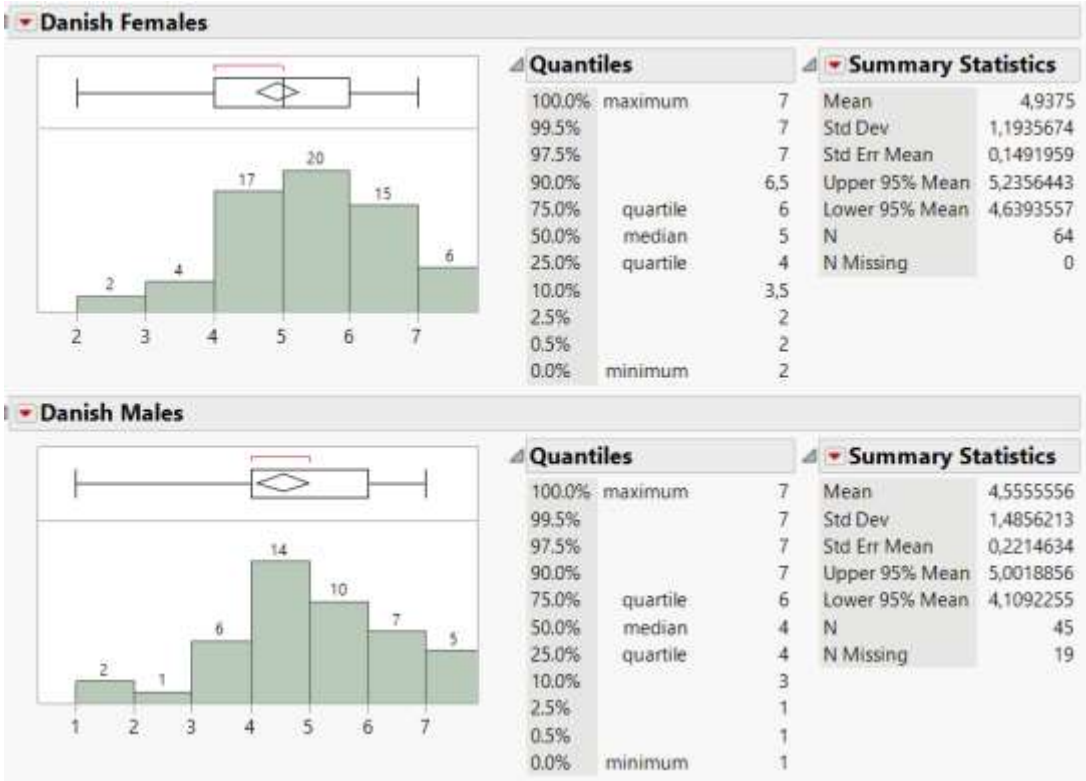 Danish Females
Quantiles
100.0% maximum 7
99.5% 7
97.5% 7
90.0% 6,5
75.0% quartile 6
50.0% median 5
25.0% quartile 4
10.0% 3,5
2.5% 2
0.5% 2
0.0% minimum 2
Summary Statistics
Mean 4,9375
Std Dev 1,1935674
Std Err Mean 0,1491959
Upper 95% Mean 5,2356443
Lower 95% Mean 4,6393557
N 64
N Missing 0
2 4 17 20 15 6
2 3 4 5 6 7
Danish Males
Quantiles
100.0% maximum 7
99.5% 7
97.5% 7
90.0% 7
75.0% quartile 6
50.0% median 4
25.0% quartile 4
10.0% 3
2.5% 1
0.5% 1
0.0% minimum 1
Summary Statistics
Mean 4,5555556
Std Dev 1,4856213
Std Err Mean 0,2214634
Upper 95% Mean 5,0018856
Lower 95% Mean 4,1092255
N 45
N Missing 19
2 1 6 14 10 7 5
1 2 3 4 5 6 7